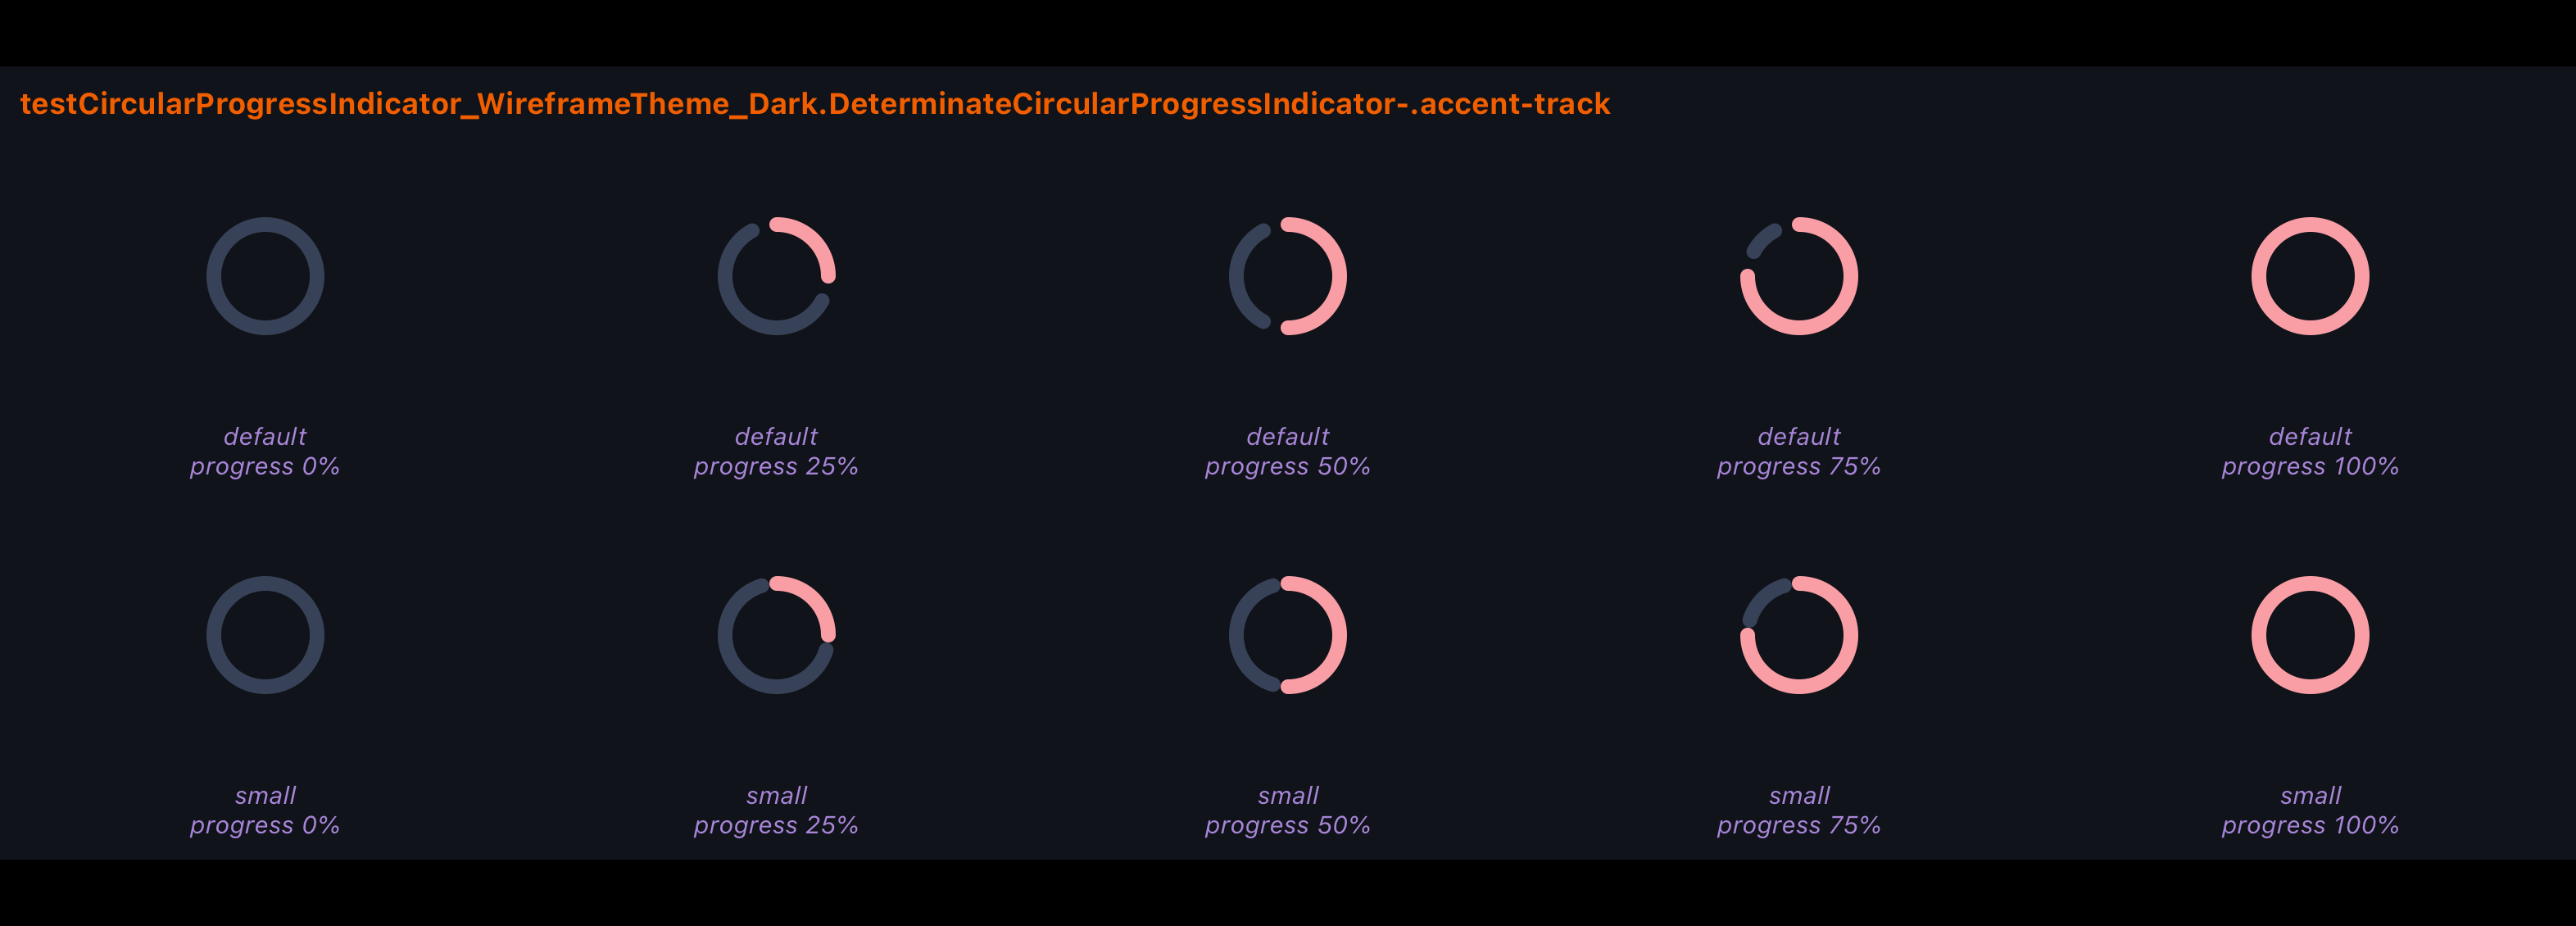 testCircularProgressIndicator_WireframeTheme_Dark.DeterminateCircularProgressIndicator-.accent-track
default default default default default
progress 0% progress 25% progress 50% progress 75% progress 100%
small small small small small
progress 0% progress 25% progress 50% progress 75% progress 100%